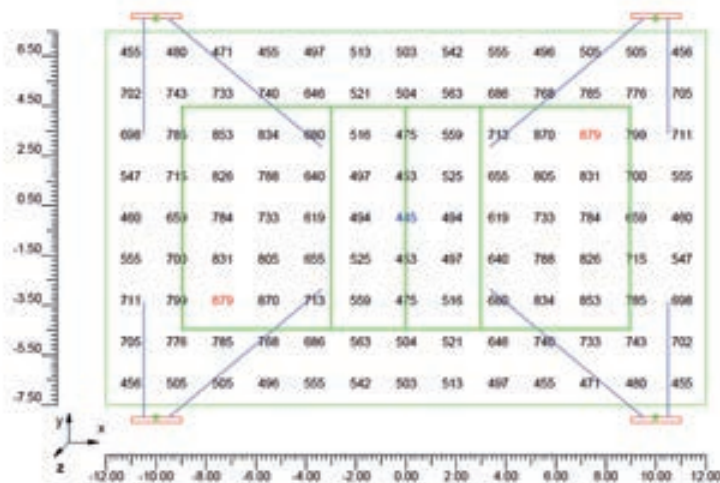 6.50 455 480 471 455 497 513 503 542 555 496 505 505 456
4.50 702 743 733 740 646 521 504 563 686 768 785 776 705
698 785 853 834 680 516 475 559 713 870 879 799 711
2.50 547 715 826 788 640 497 453 525 655 805 831 700 555
0.50 460 659 784 733 619 494 445 494 619 733 784 659 460
-1.50 555 700 831 805 655 525 453 497 640 788 826 715 547
-3.50 711 799 879 870 713 559 475 516 680 834 853 785 698
-5.50 705 776 785 768 686 563 504 521 646 740 733 743 702
-7.50 456 505 505 496 555 542 503 513 497 455 471 480 455
y
x
z
-12.00 -10.00 -8.00 -6.00 -4.00 -2.00 0.00 2.00 4.00 6.00 8.00 10.00 12.00